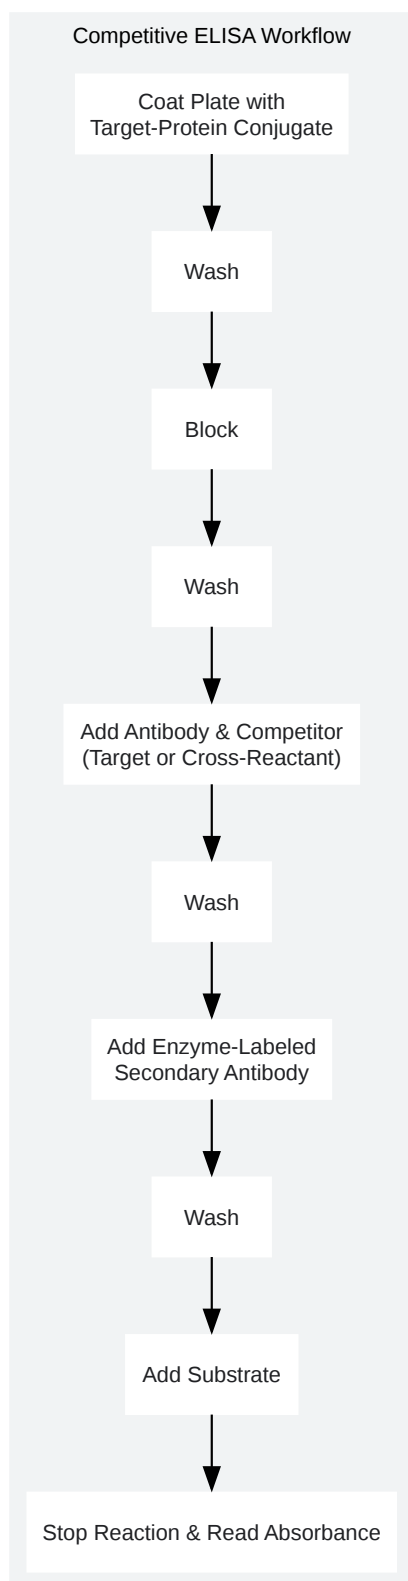 Competitive ELISA Workflow
Coat Plate with
Target-Protein Conjugate
Wash
Block
Wash
Add Antibody & Competitor
(Target or Cross-Reactant)
Wash
Add Enzyme-Labeled
Secondary Antibody
Wash
Add Substrate
Stop Reaction & Read Absorbance